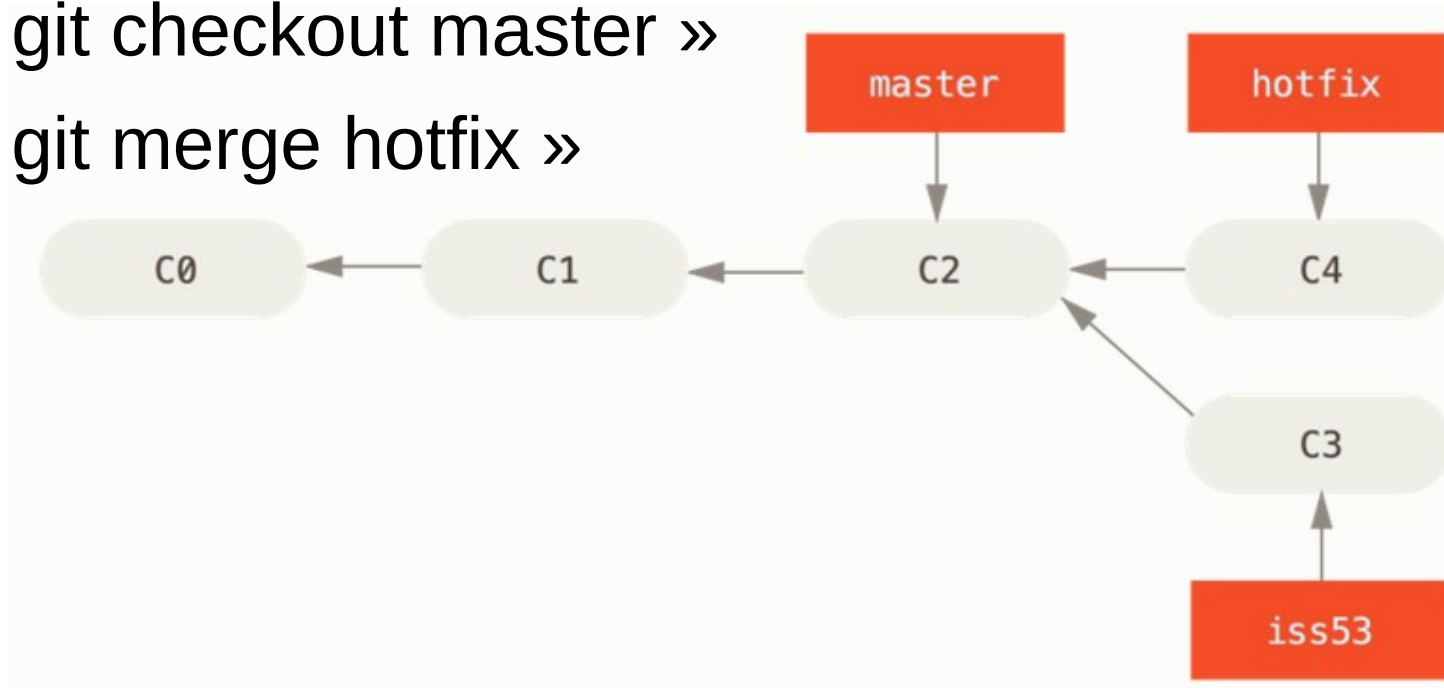 git checkout master »
git merge hotfix »
master
hotfix
C0
C1
C2
C4
C3
iss53